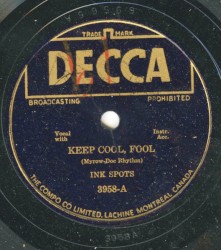 TRADE MARK
DECCA
BROADCASTING PROHIBITED
Vocal with Instr. Acc.
KEEP COOL, FOOL
(Myrow-Doe Rhythm)
INK SPOTS
3958-A
THE COMPO CO. LIMITED, LACHINE MONTREAL CANADA